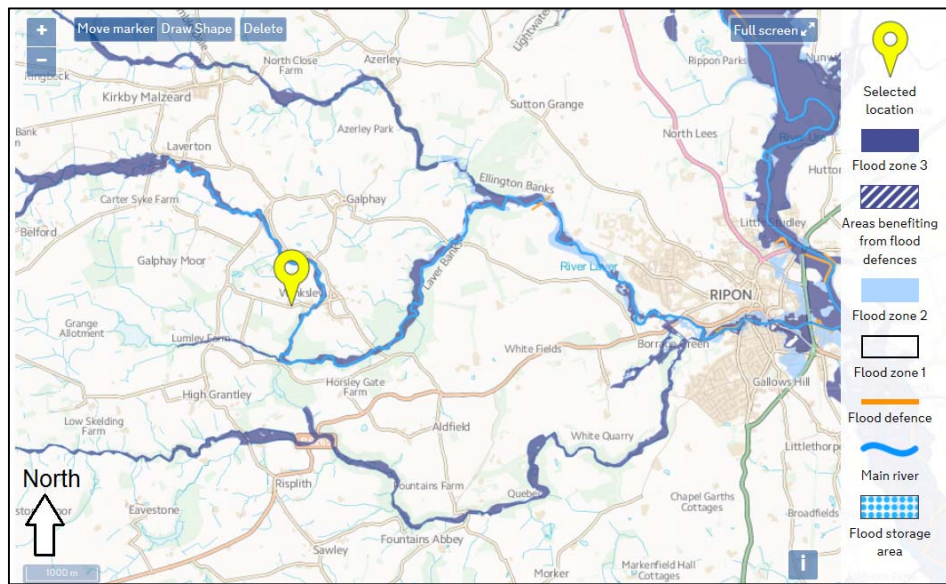 +
−
Move marker
Draw Shape
Delete
Full screen
Lightwater
North Close
Farm
Azerley
Rippon Parks
Kirkby Malzeard
Sutton Grange
Azerley Park
North Lees
River Ure
Laverton
Ellington Banks
Carter Syke Farm
Galphay
Belford
Galphay Moor
Laver Banks
River Laver
RIPON
Grange
Allotment
Lumley Farm
White Fields
Borrage Green
Horsley Gate
Farm
High Grantley
Gallows Hill
Low Skelding
Farm
Aldfield
White Quarry
Littlethorpe
North
Risplith
Fountains Farm
Eavestone
Chapel Garths
Cottages
Broadfields
Fountains Abbey
Sawley
Morker
Markenfield Hall
Cottages
1000 m
i
Selected
location
Flood zone 3
Areas benefiting
from flood
defences
Flood zone 2
Flood zone 1
Flood defence
Main river
Flood storage
area